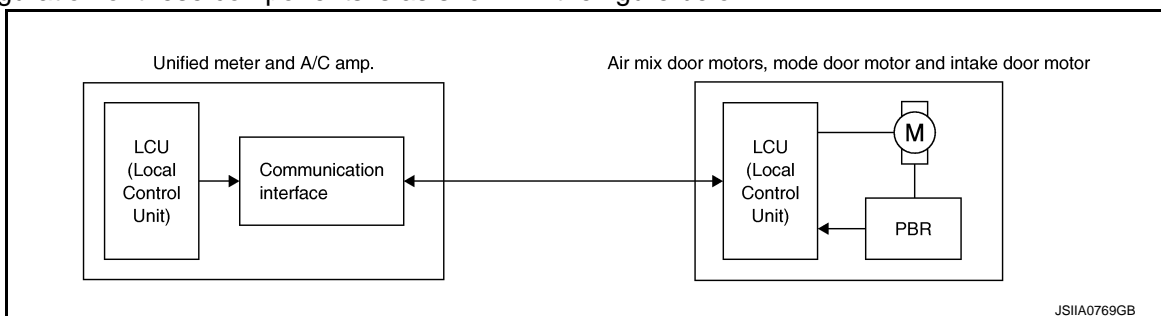 Unified meter and A/C amp.
Air mix door motors, mode door motor and intake door motor
LCU
(Local
Control
Unit)
Communication
interface
LCU
(Local
Control
Unit)
M
PBR
JSIIA0769GB